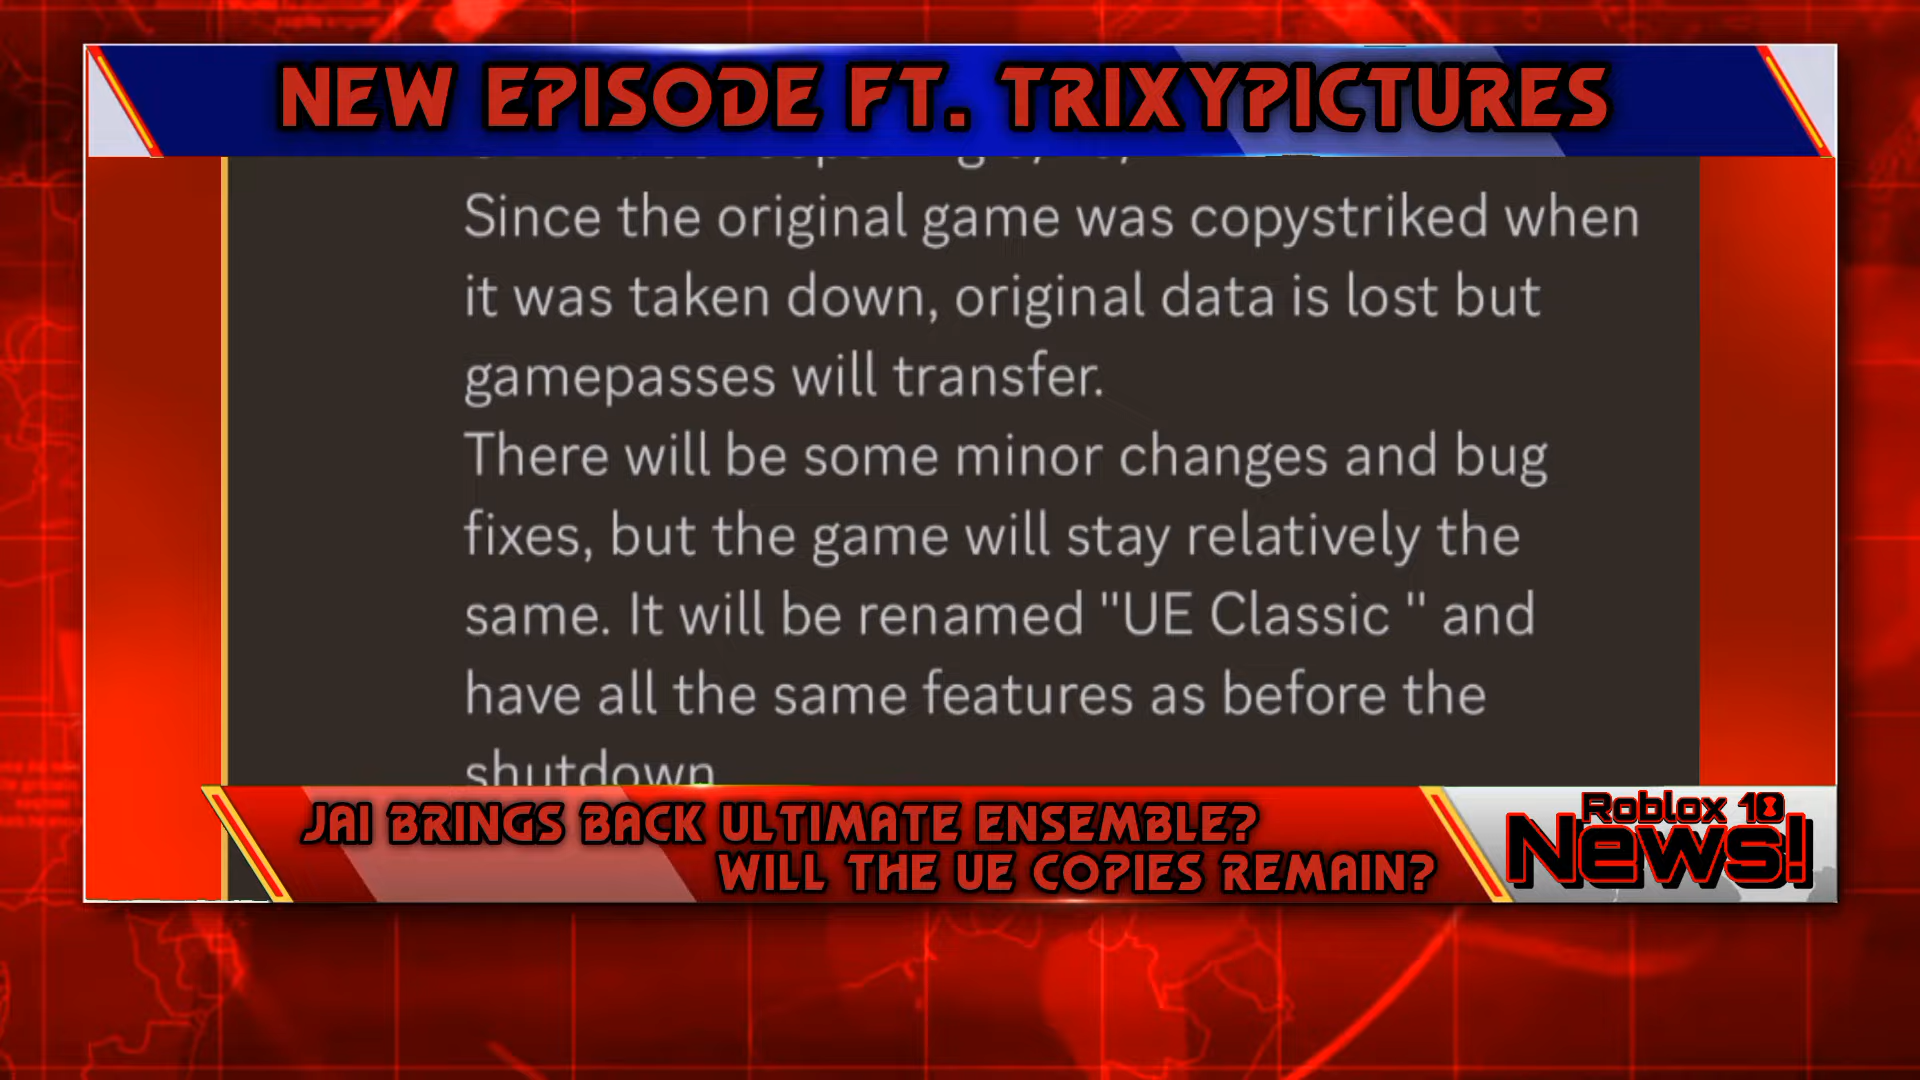 NEW EPISODE FT. TRIXYPICTURES
Since the original game was copystriked when
it was taken down, original data is lost but
gamepasses will transfer.
There will be some minor changes and bug
fixes, but the game will stay relatively the
same. It will be renamed "UE Classic " and
have all the same features as before the
shutdown
JAI BRINGS BACK ULTIMATE ENSEMBLE?
WILL THE UE COPIES REMAIN?
Roblox 10
News!